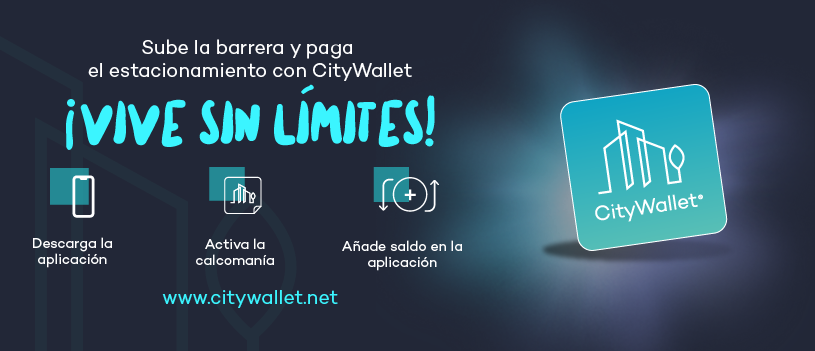 Sube la barrera y paga
el estacionamiento con CityWallet
¡VIVE SIN LÍMITES!
Descarga la
aplicación
Activa la
calcomanía
Añade saldo en la
aplicación
www.citywallet.net
CityWallet®